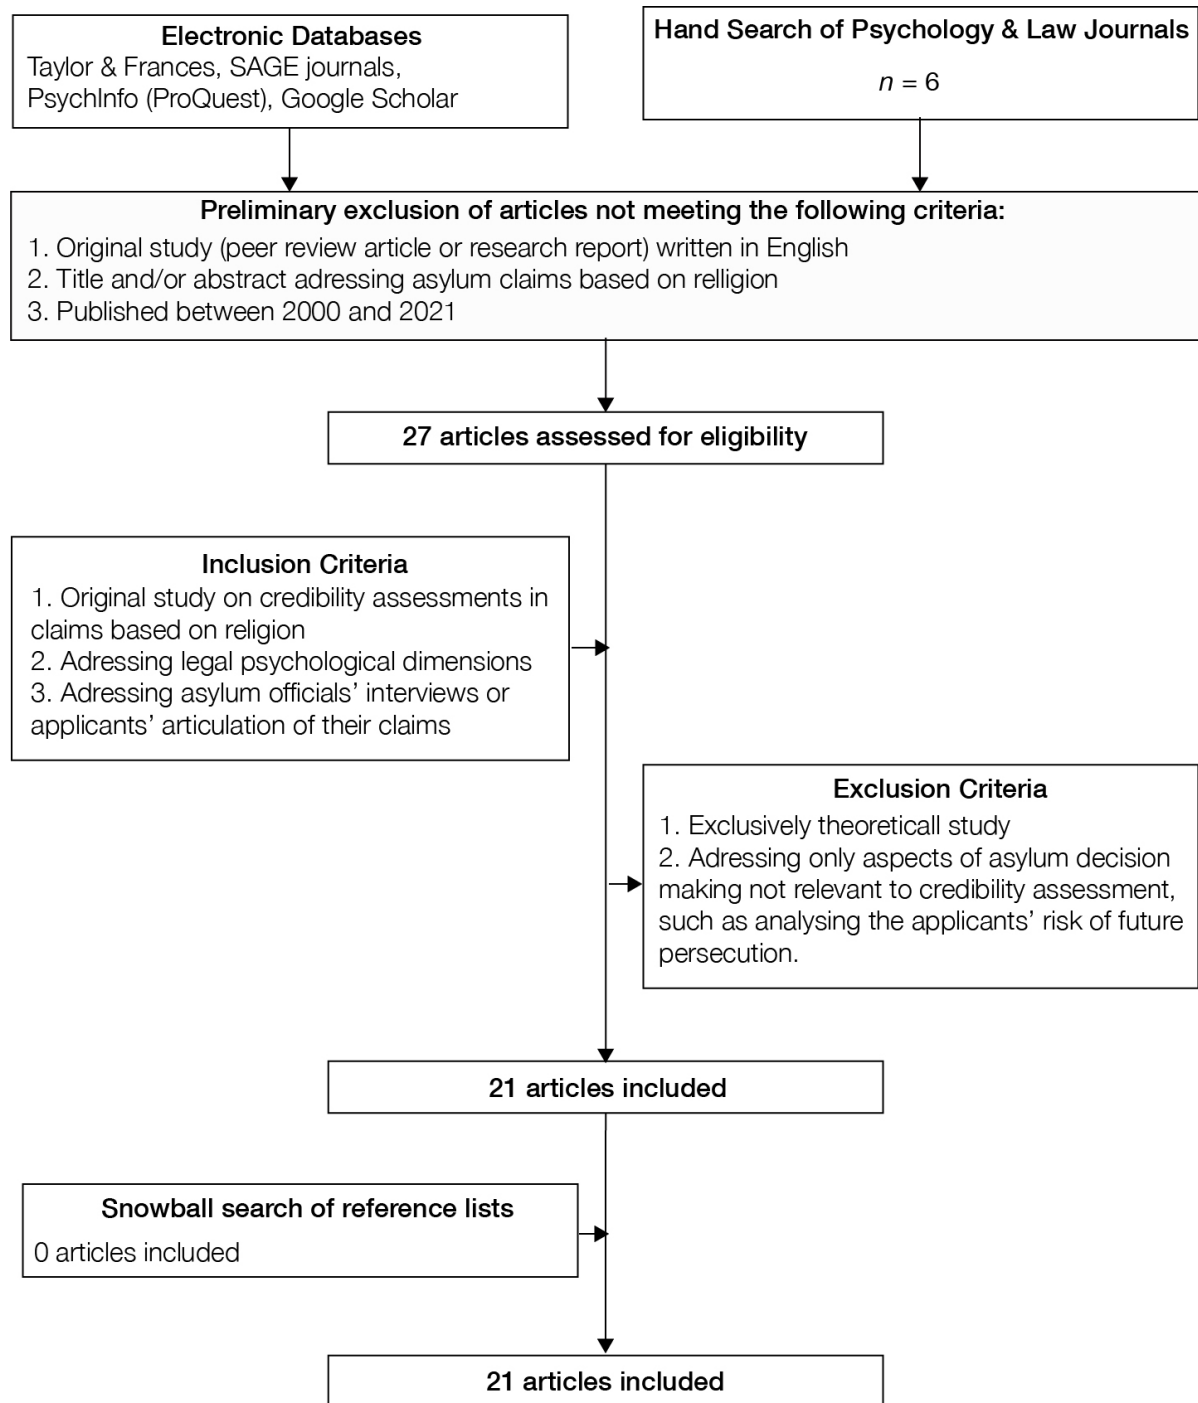 Electronic Databases
Taylor & Frances, SAGE journals,
PsychInfo (ProQuest), Google Scholar
Hand Search of Psychology & Law Journals
n = 6
Preliminary exclusion of articles not meeting the following criteria:
1. Original study (peer review article or research report) written in English
2. Title and/or abstract adressing asylum claims based on relligion
3. Published between 2000 and 2021
27 articles assessed for eligibility
Inclusion Criteria
1. Original study on credibility assessments in
claims based on religion
2. Adressing legal psychological dimensions
3. Adressing asylum officials’ interviews or
applicants’ articulation of their claims
Exclusion Criteria
1. Exclusively theoreticall study
2. Adressing only aspects of asylum decision
making not relevant to credibility assessment,
such as analysing the applicants’ risk of future
persecution.
21 articles included
Snowball search of reference lists
0 articles included
21 articles included